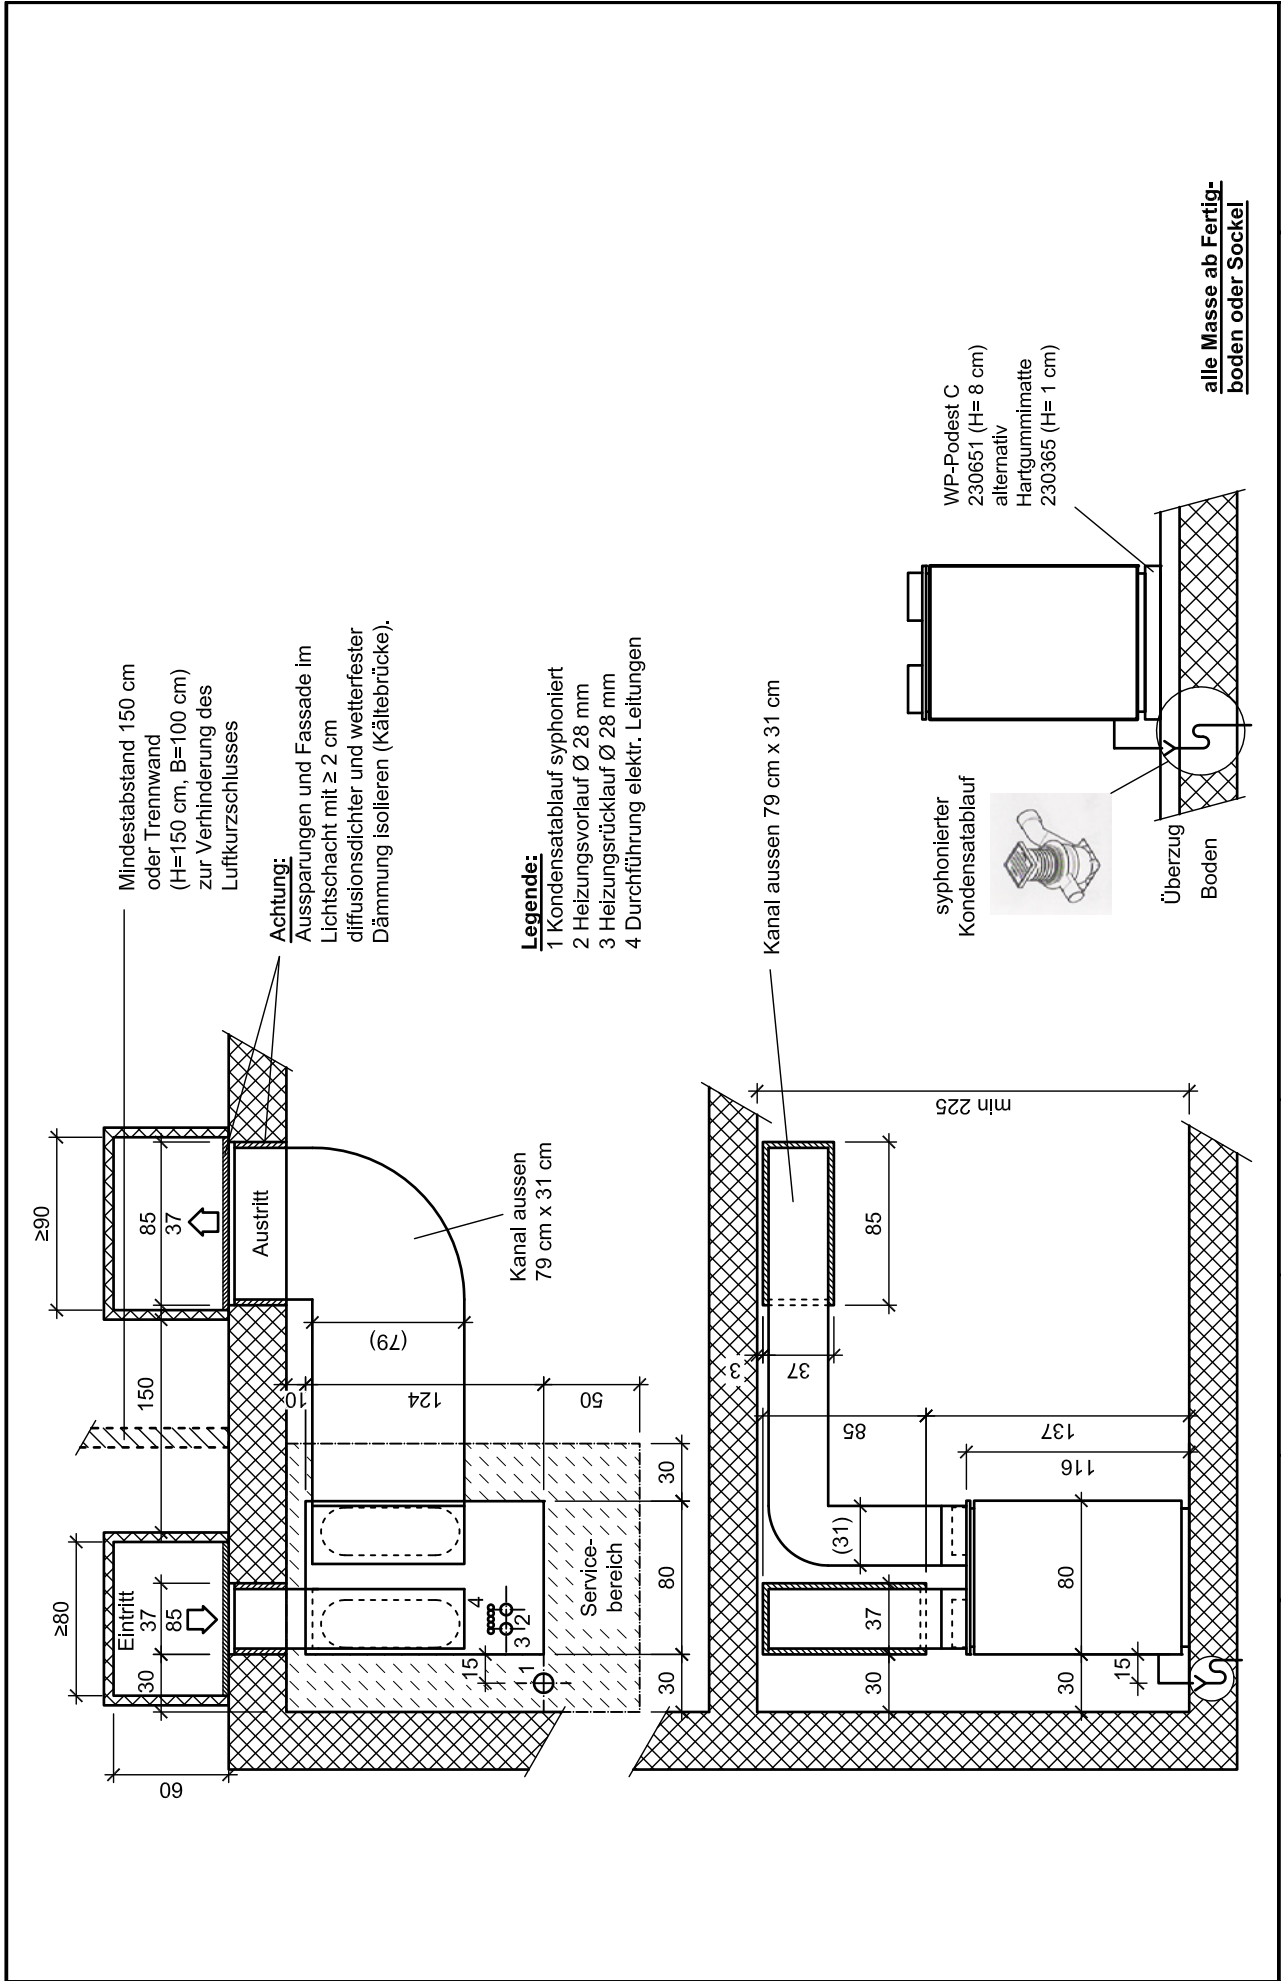 Mindestabstand 150 cm
oder Trennwand
(H=150 cm, B=100 cm)
zur Verhinderung des
Luftkurzschlusses
Achtung:
Aussparungen und Fassade im
Lichtschacht mit ≥ 2 cm
diffusionsdichter und wetterfester
Dämmung isolieren (Kältebrücke).
≥80
150
≥90
Eintritt
30
37
85
85
37
60
Austritt
10
124
50
(79)
Kanal aussen
79 cm x 31 cm
15
1
3
2
4
Service-
bereich
30
80
30
Legende:
1 Kondensatablauf syphoniert
2 Heizungsvorlauf Ø 28 mm
3 Heizungsrücklauf Ø 28 mm
4 Durchführung elektr. Leitungen
Kanal aussen 79 cm x 31 cm
3
37
85
85
137
116
min 225
(31)
30
37
80
30
15
syphonierter
Kondensatablauf
Überzug
Boden
WP-Podest C
230651 (H= 8 cm)
alternativ
Hartgummimatte
230365 (H= 1 cm)
alle Masse ab Fertig-
boden oder Sockel